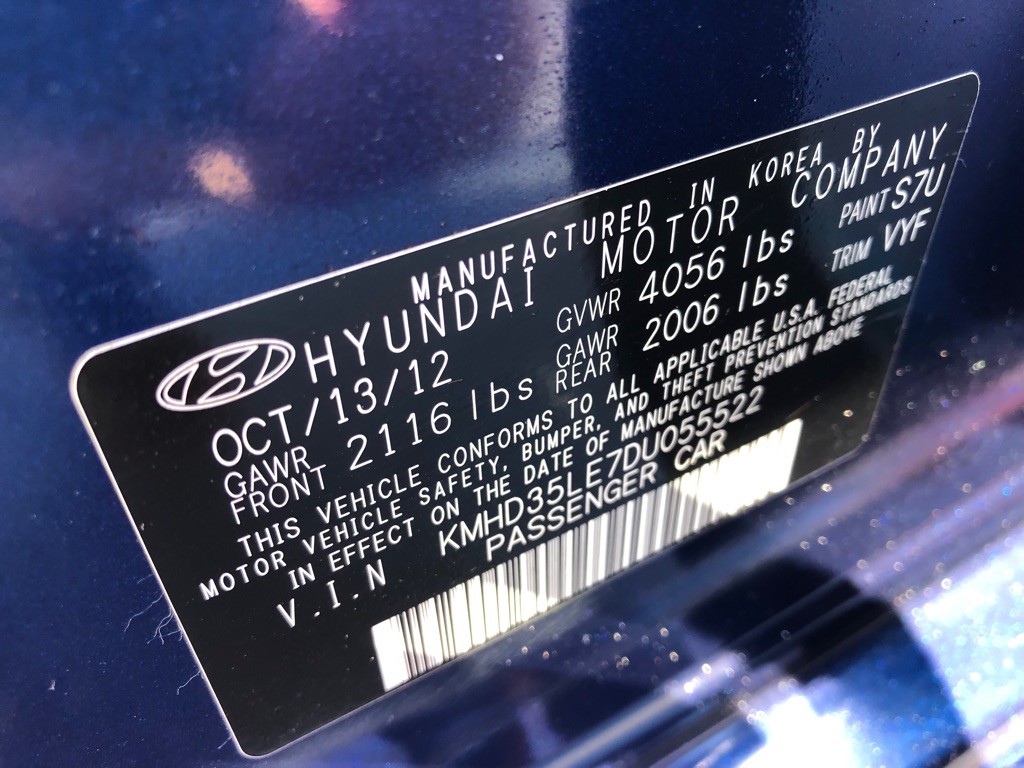 MANUFACTURED IN KOREA BY
HYUNDAI MOTOR COMPANY
OCT/13/12 GVWR 4056 lbs PAINT S7U
GAWR FRONT 2116 lbs GAWR REAR 2006 lbs TRIM VYF
THIS VEHICLE CONFORMS TO ALL APPLICABLE U.S.A. FEDERAL
MOTOR VEHICLE SAFETY, BUMPER, AND THEFT PREVENTION STANDARDS
IN EFFECT ON THE DATE OF MANUFACTURE SHOWN ABOVE
V.I.N KMHD35LE7DU055522
PASSENGER CAR